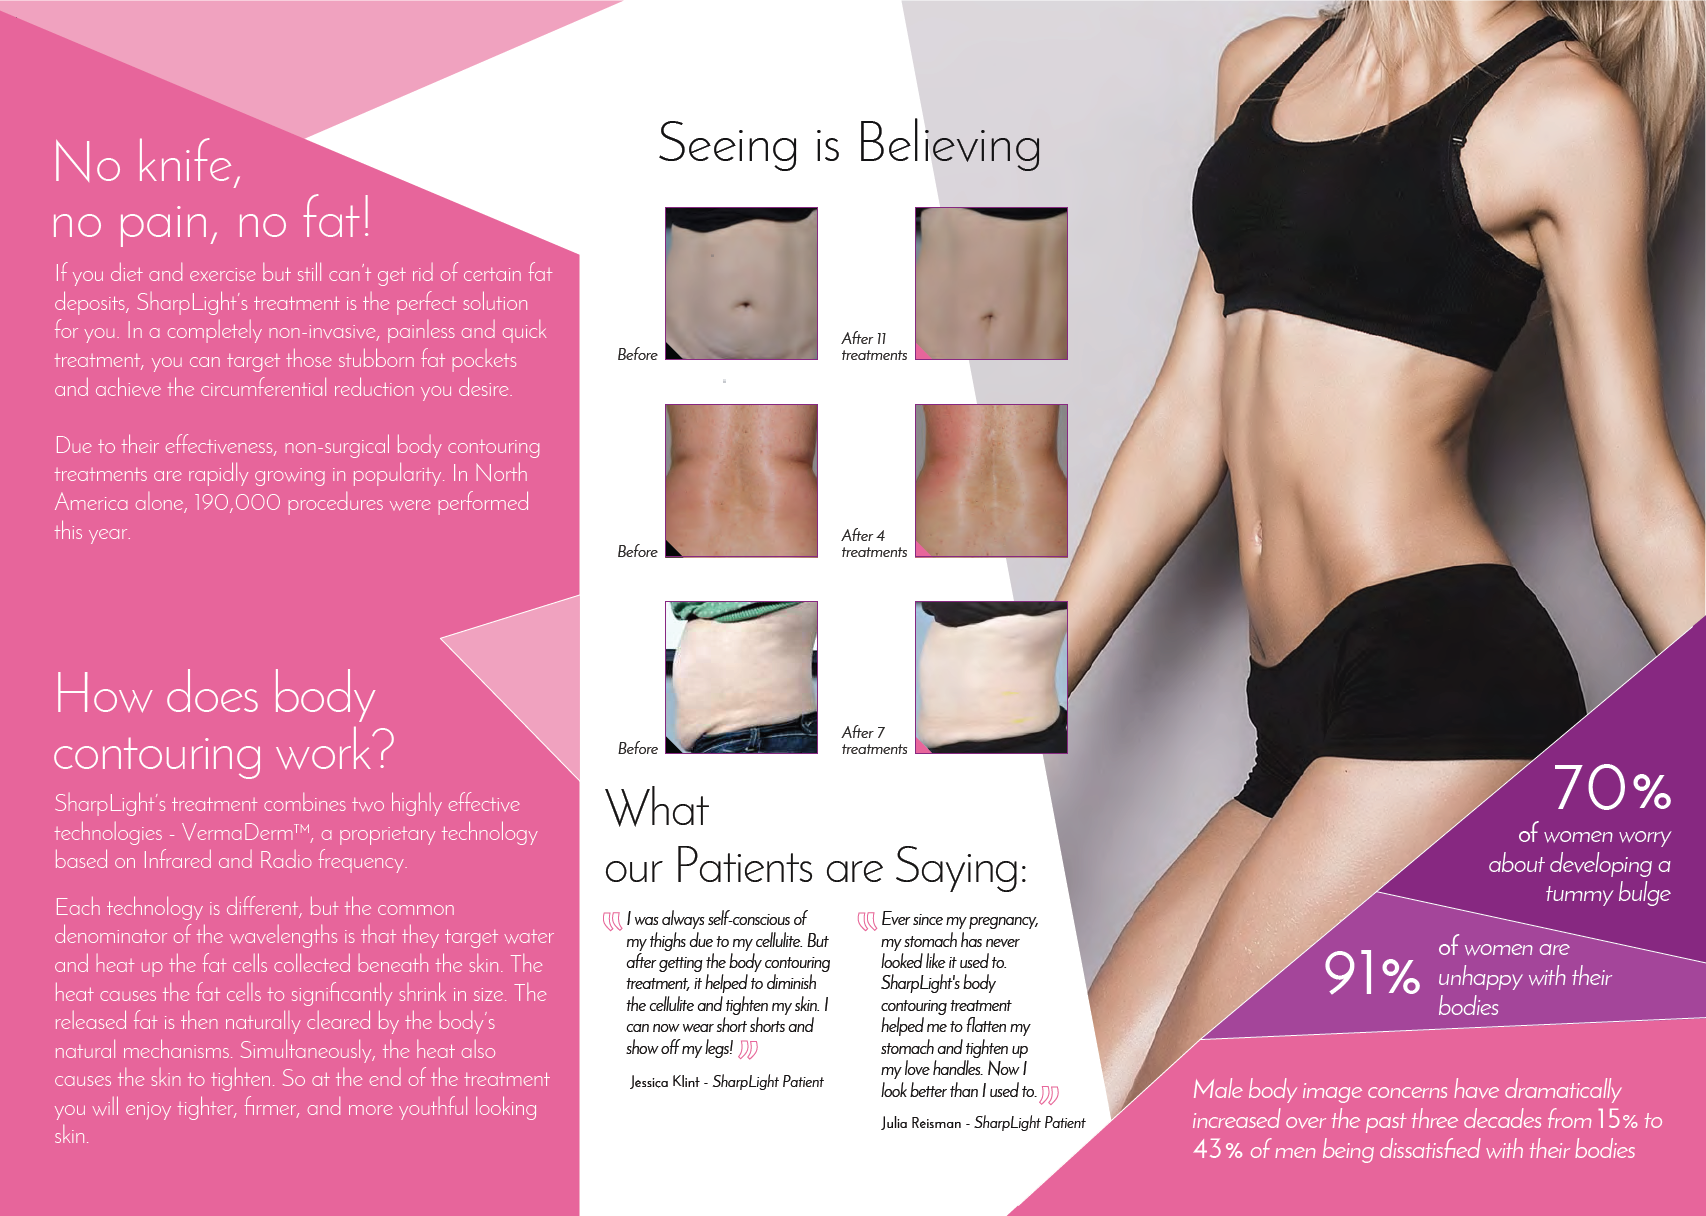 No knife,
no pain, no fat!
If you diet and exercise but still can't get rid of certain fat
deposits, SharpLight's treatment is the perfect solution
for you. In a completely non-invasive, painless and quick
treatment, you can target those stubborn fat pockets
and achieve the circumferential reduction you desire.
Due to their effectiveness, non-surgical body contouring
treatments are rapidly growing in popularity. In North
America alone, 190,000 procedures were performed
this year.
How does body
contouring work?
SharpLight's treatment combines two highly effective
technologies - VermaDerm™, a proprietary technology
based on Infrared and Radio frequency.
Each technology is different, but the common
denominator of the wavelengths is that they target water
and heat up the fat cells collected beneath the skin. The
heat causes the fat cells to significantly shrink in size. The
released fat is then naturally cleared by the body's
natural mechanisms. Simultaneously, the heat also
causes the skin to tighten. So at the end of the treatment
you will enjoy tighter, firmer, and more youthful looking
skin.
Seeing is Believing
Before
After 11
treatments
Before
After 4
treatments
Before
After 7
treatments
What
our Patients are Saying:
I was always self-conscious of
my thighs due to my cellulite. But
after getting the body contouring
treatment, it helped to diminish
the cellulite and tighten my skin. I
can now wear short shorts and
show off my legs!
Jessica Klint - SharpLight Patient
Ever since my pregnancy,
my stomach has never
looked like it used to.
SharpLight's body
contouring treatment
helped me to flatten my
stomach and tighten up
my love handles. Now I
look better than I used to.
Julia Reisman - SharpLight Patient
70%
of women worry
about developing a
tummy bulge
91%
of women are
unhappy with their
bodies
Male body image concerns have dramatically
increased over the past three decades from 15% to
43% of men being dissatisfied with their bodies